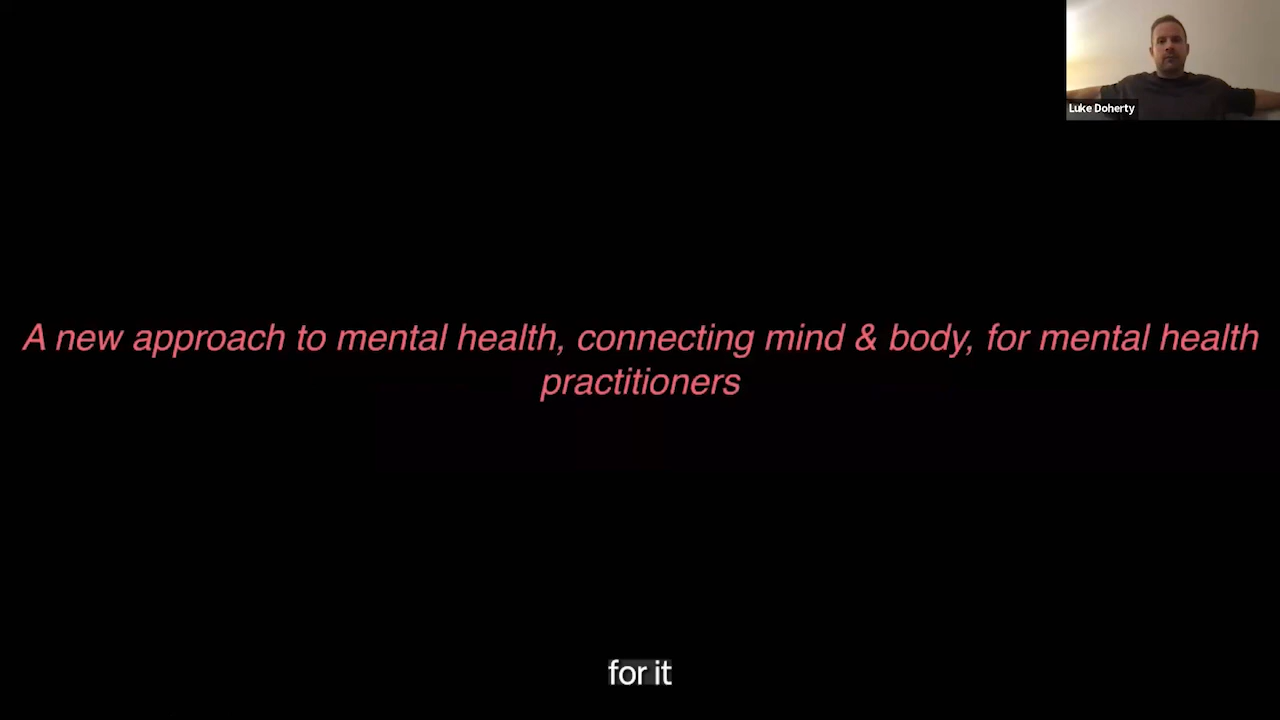 Luke Doherty
A new approach to mental health, connecting mind & body, for mental health
practitioners
for it